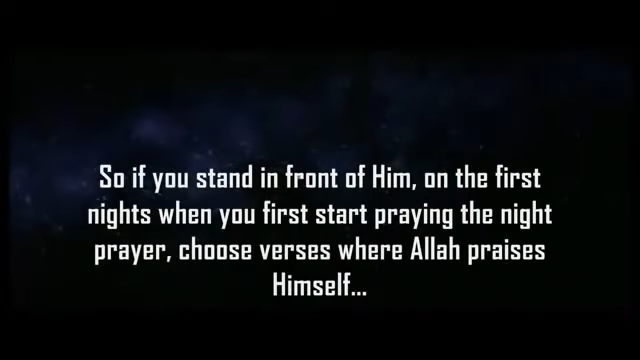 So if you stand in front of Him, on the first
nights when you first start praying the night
prayer, choose verses where Allah praises
Himself...